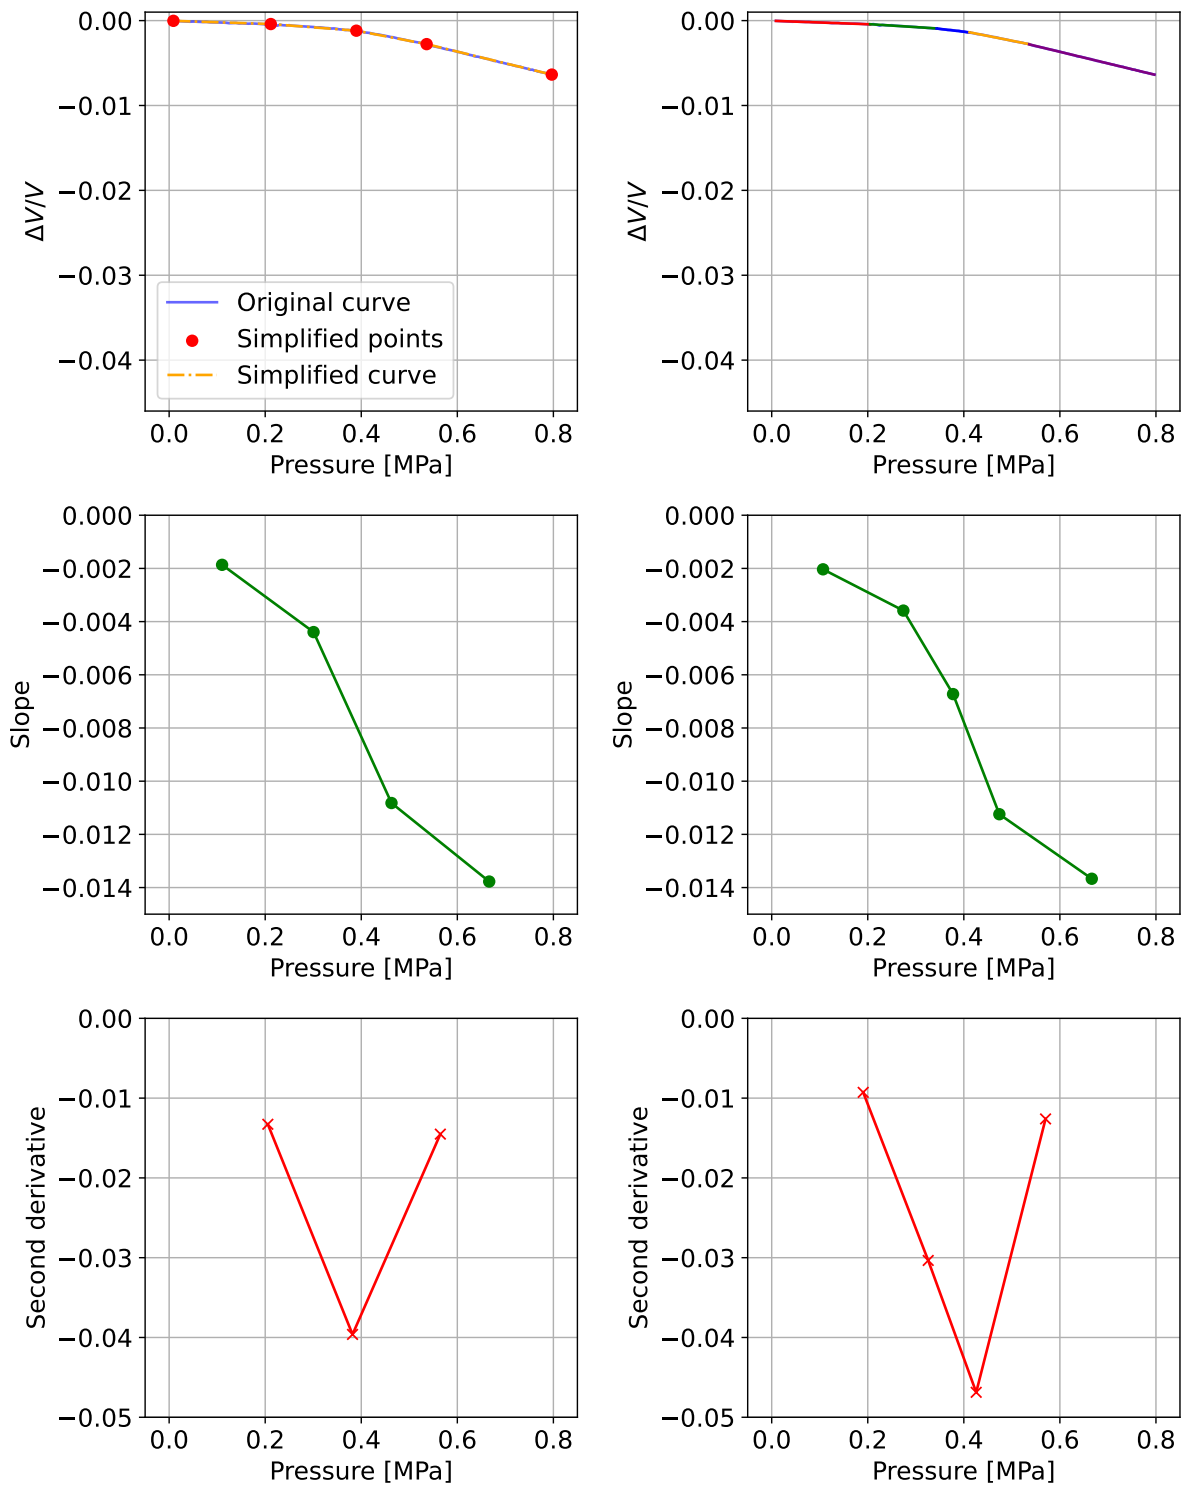 0.00
−0.01
−0.02
−0.03
−0.04
ΔV/V
Original curve
Simplified points
Simplified curve
0.0 0.2 0.4 0.6 0.8
Pressure [MPa]
0.00
−0.01
−0.02
−0.03
−0.04
ΔV/V
0.0 0.2 0.4 0.6 0.8
Pressure [MPa]
0.000
−0.002
−0.004
−0.006
−0.008
−0.010
−0.012
−0.014
Slope
0.0 0.2 0.4 0.6 0.8
Pressure [MPa]
0.000
−0.002
−0.004
−0.006
−0.008
−0.010
−0.012
−0.014
Slope
0.0 0.2 0.4 0.6 0.8
Pressure [MPa]
0.00
−0.01
−0.02
−0.03
−0.04
−0.05
Second derivative
0.0 0.2 0.4 0.6 0.8
Pressure [MPa]
0.00
−0.01
−0.02
−0.03
−0.04
−0.05
Second derivative
0.0 0.2 0.4 0.6 0.8
Pressure [MPa]